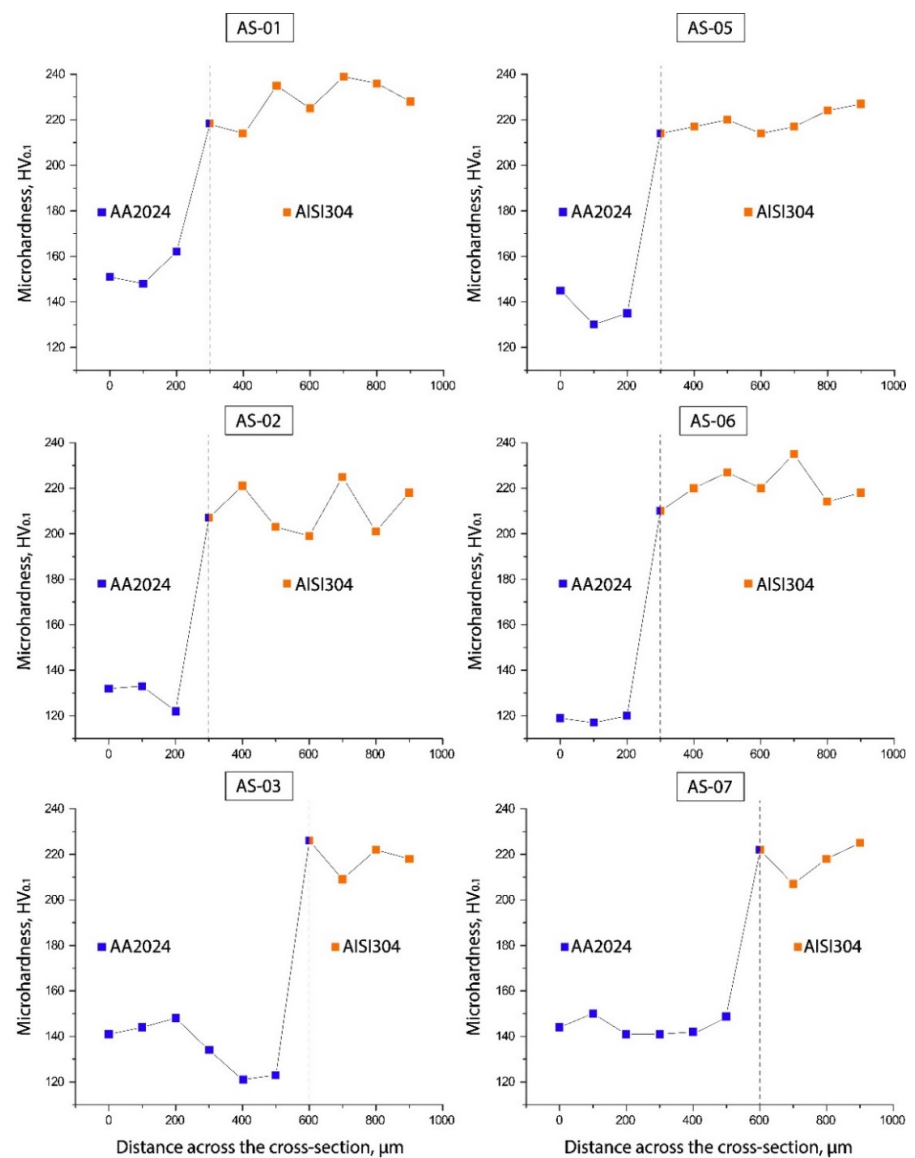 AS-01
Microhardness, HV0.1
240
220
200
180
160
140
120
AA2024
AISI304
0 200 400 600 800 1000
AS-05
Microhardness, HV0.1
240
220
200
180
160
140
120
AA2024
AISI304
0 200 400 600 800 1000
AS-02
Microhardness, HV0.1
240
220
200
180
160
140
120
AA2024
AISI304
0 200 400 600 800 1000
AS-06
Microhardness, HV0.1
240
220
200
180
160
140
120
AA2024
AISI304
0 200 400 600 800 1000
AS-03
Microhardness, HV0.1
240
220
200
180
160
140
120
AA2024
AISI304
0 200 400 600 800 1000
Distance across the cross-section, μm
AS-07
Microhardness, HV0.1
240
220
200
180
160
140
120
AA2024
AISI304
0 200 400 600 800 1000
Distance across the cross-section, μm